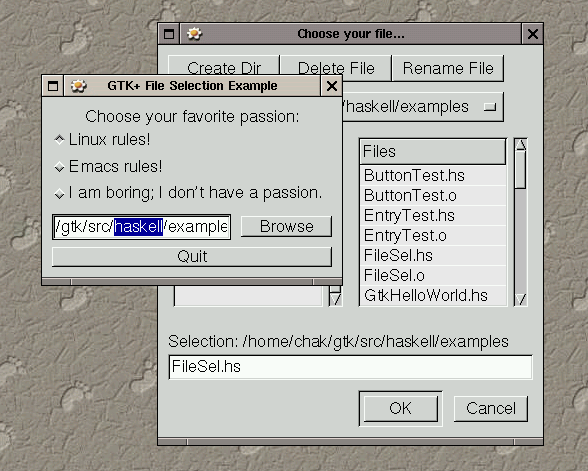 Choose your file...
Create Dir
Delete File
Rename File
/haskell/examples
GTK+ File Selection Example
Choose your favorite passion:
Linux rules!
Emacs rules!
I am boring; I don't have a passion.
/gtk/src/haskell/example
Browse
Quit
Files
ButtonTest.hs
ButtonTest.o
EntryTest.hs
EntryTest.o
FileSel.hs
FileSel.o
GtkHelloWorld.hs
Selection: /home/chak/gtk/src/haskell/examples
FileSel.hs
OK
Cancel